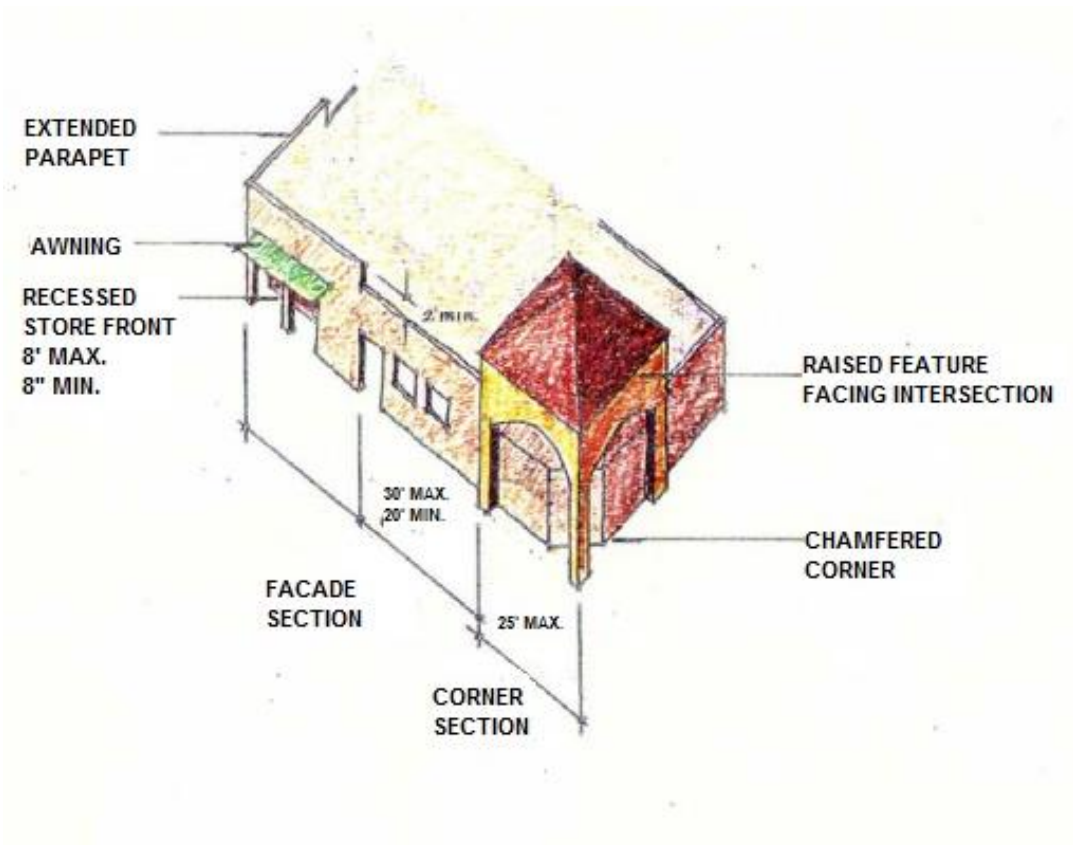 EXTENDED
PARAPET
AWNING
RECESSED
STORE FRONT
8' MAX.
8" MIN.
2' min.
RAISED FEATURE
FACING INTERSECTION
30' MAX.
20' MIN.
CHAMFERED
CORNER
FACADE
SECTION
25' MAX.
CORNER
SECTION